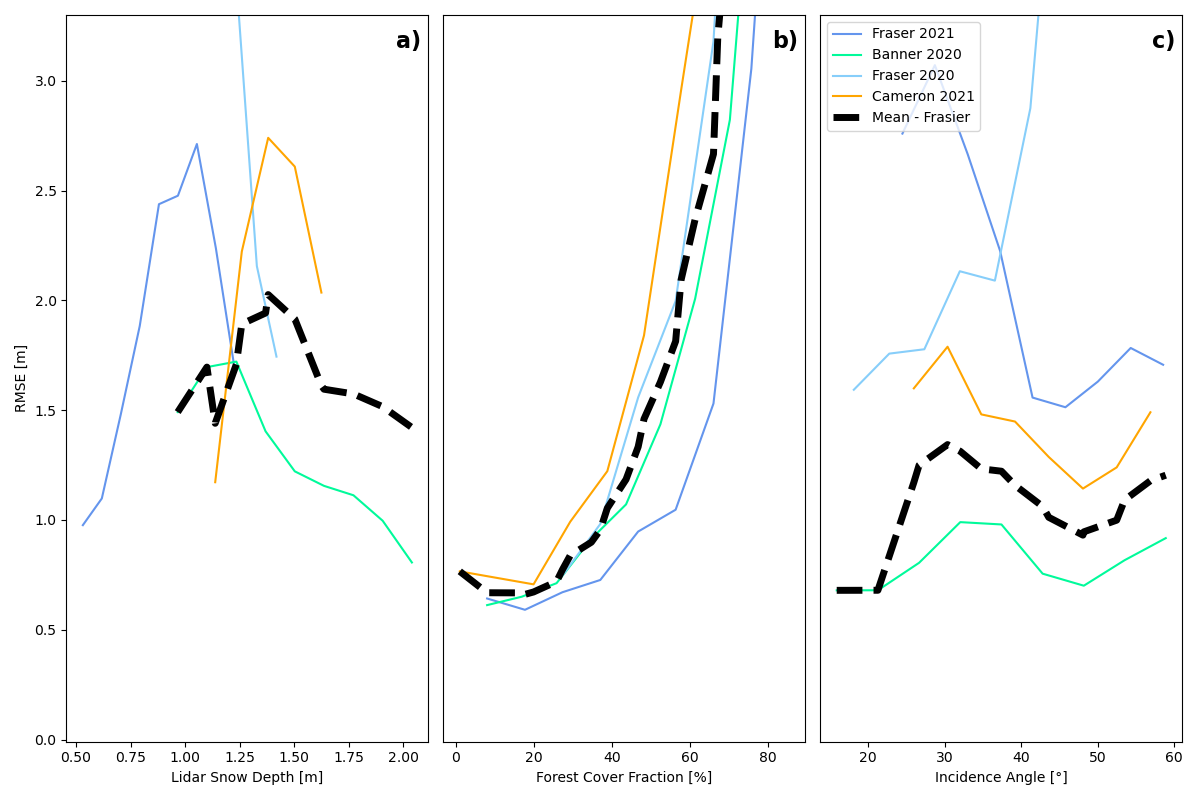 a)
b)
c)
Fraser 2021
Banner 2020
Fraser 2020
Cameron 2021
Mean - Frasier
3.0
2.5
2.0
1.5
1.0
0.5
0.0
RMSE [m]
0.50 0.75 1.00 1.25 1.50 1.75 2.00
Lidar Snow Depth [m]
0 20 40 60 80
Forest Cover Fraction [%]
20 30 40 50 60
Incidence Angle [°]